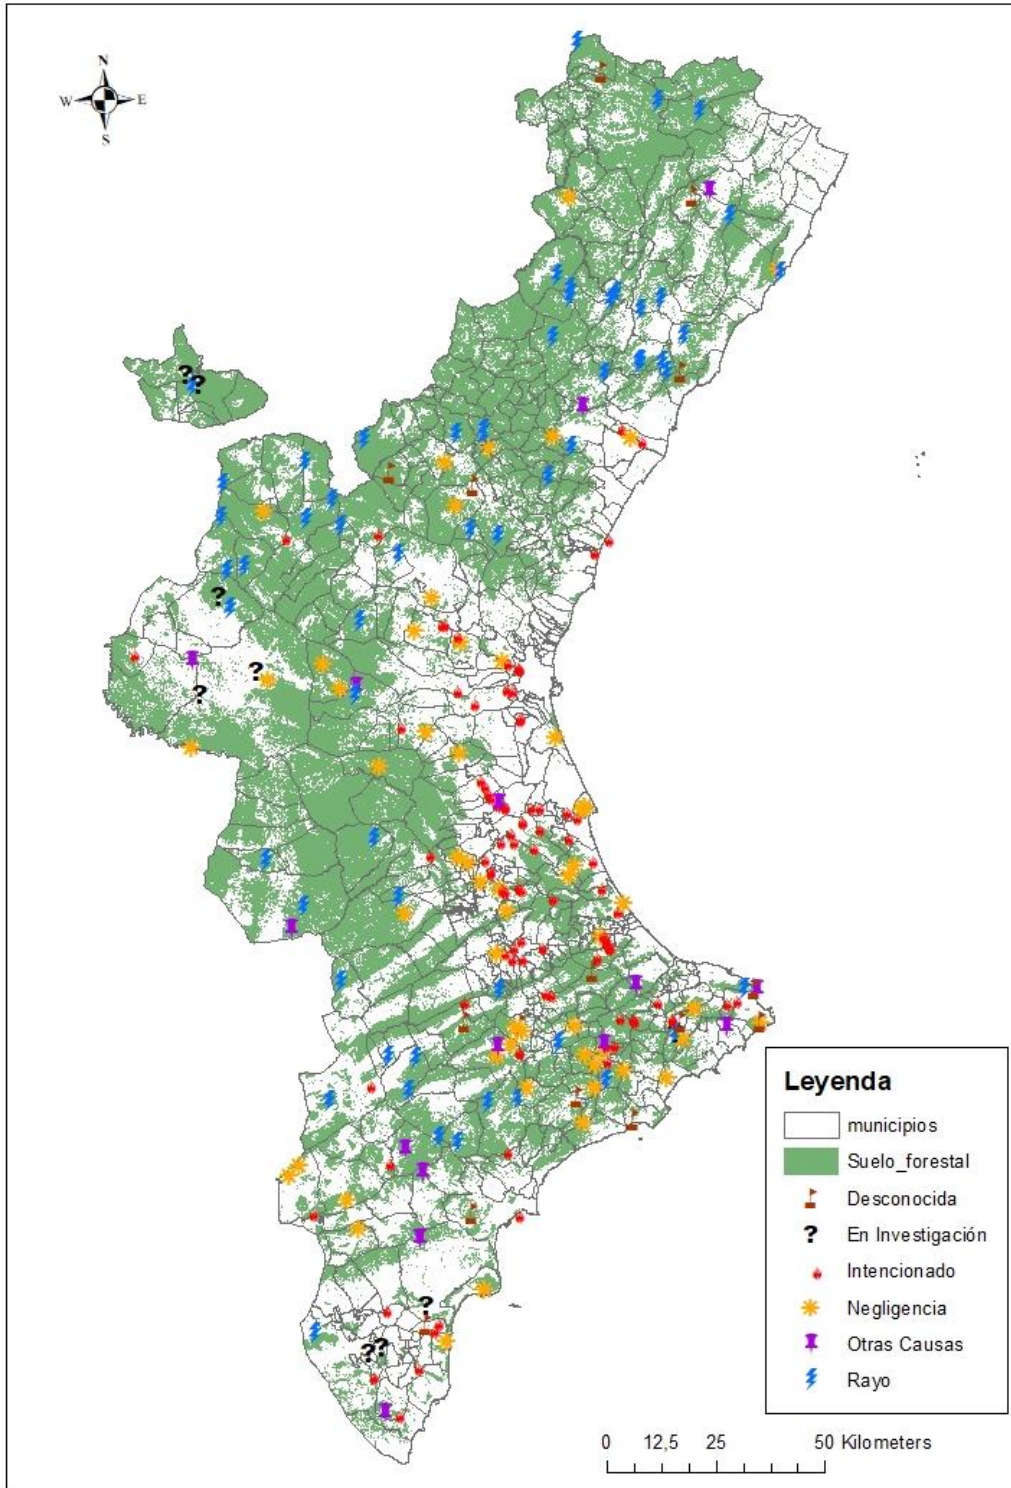 N
W E
S
Leyenda
municipios
Suelo_forestal
Desconocida
? En Investigación
Intencionado
Negligencia
Otras Causas
Rayo
0 12,5 25 50 Kilometers